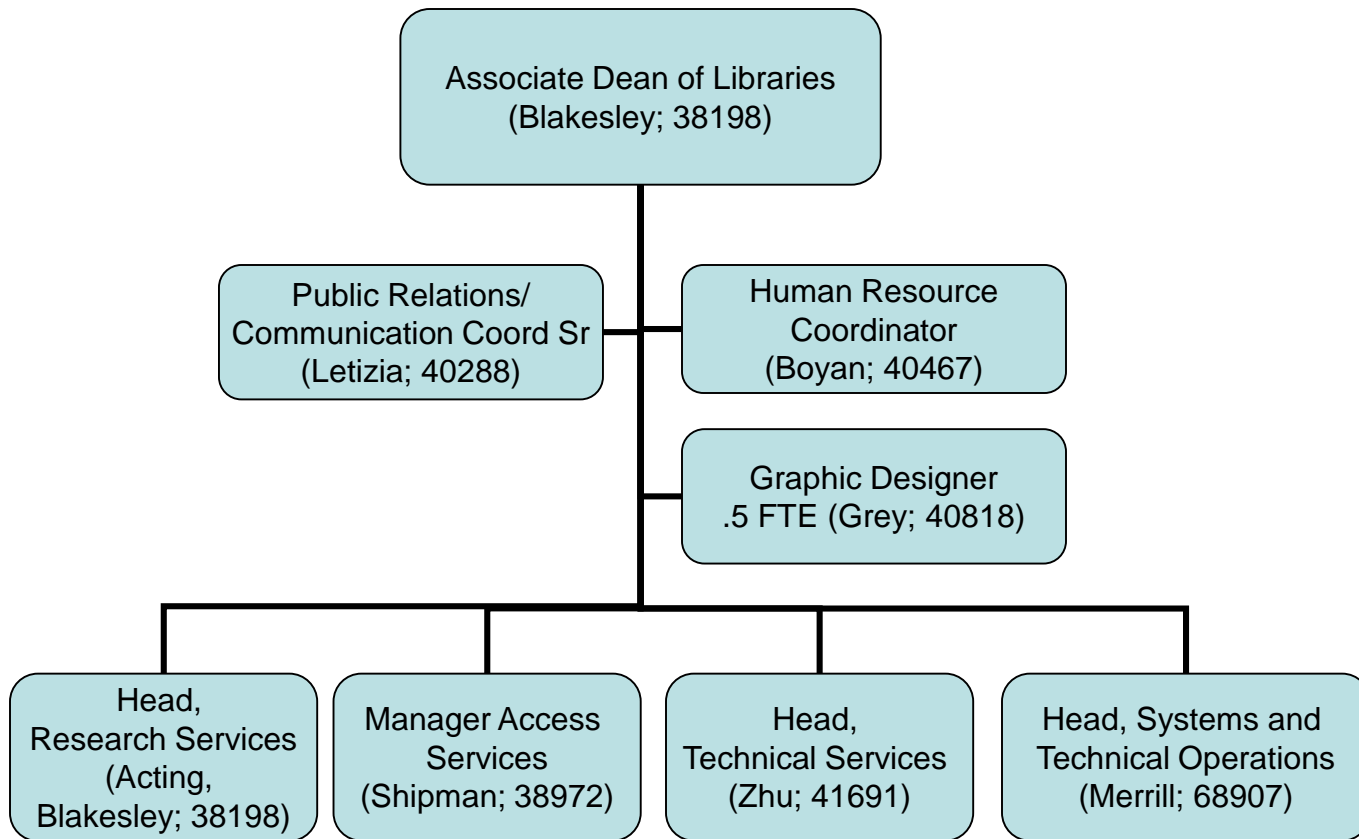 Associate Dean of Libraries
(Blakesley; 38198)
Public Relations/
Communication Coord Sr
(Letizia; 40288)
Human Resource
Coordinator
(Boyan; 40467)
Graphic Designer
.5 FTE (Grey; 40818)
Head,
Research Services
(Acting,
Blakesley; 38198)
Manager Access
Services
(Shipman; 38972)
Head,
Technical Services
(Zhu; 41691)
Head, Systems and
Technical Operations
(Merrill; 68907)